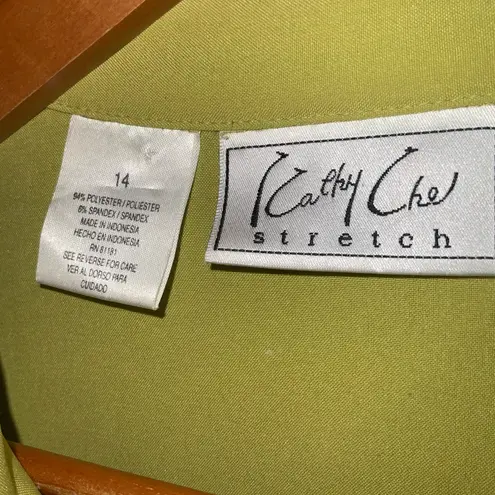 14
94% POLYESTER / POLIESTER
6% SPANDEX / SPANDEX
MADE IN INDONESIA
HECHO EN INDONESIA
RN 81181
SEE REVERSE FOR CARE
VER AL DORSO PARA
CUIDADO
Kathy Che
stretch